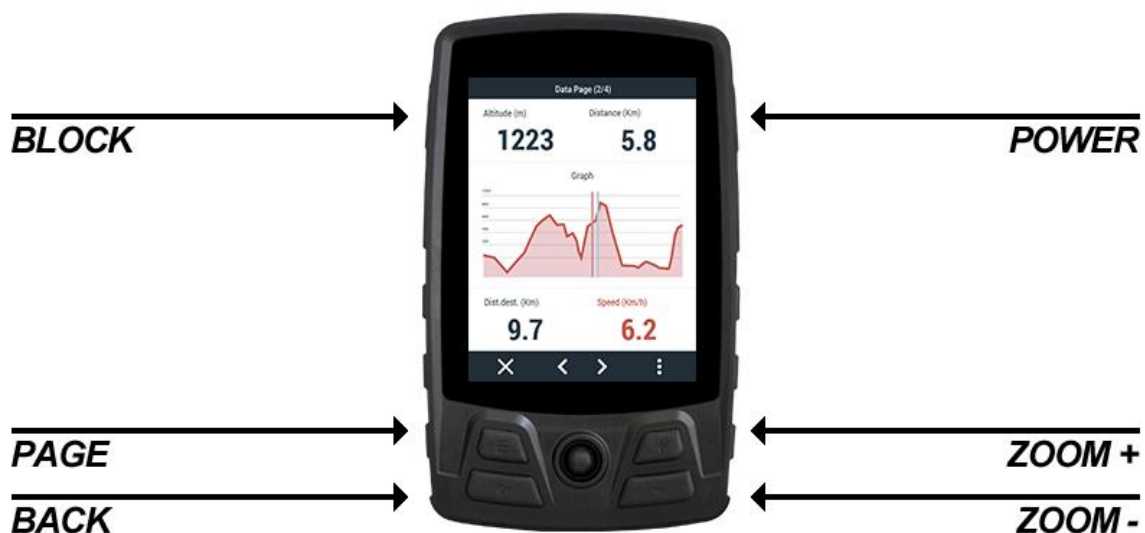 Data Page (2/4)
Altitude (m) Distance (Km)
1223 5.8
BLOCK
POWER
Graph
Dist.dest. (Km) Speed (Km/h)
9.7 6.2
PAGE
ZOOM +
BACK
ZOOM -